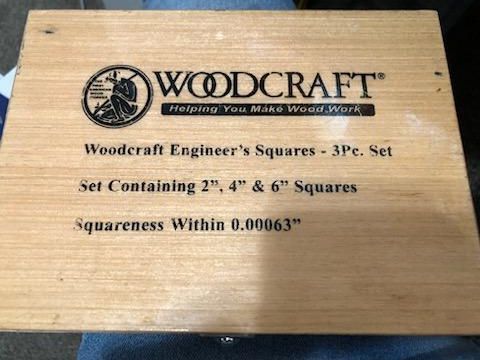 WOODCRAFT®
Helping You Make Wood Work
Woodcraft Engineer's Squares - 3Pc. Set
Set Containing 2”, 4” & 6” Squares
Squareness Within 0.00063”